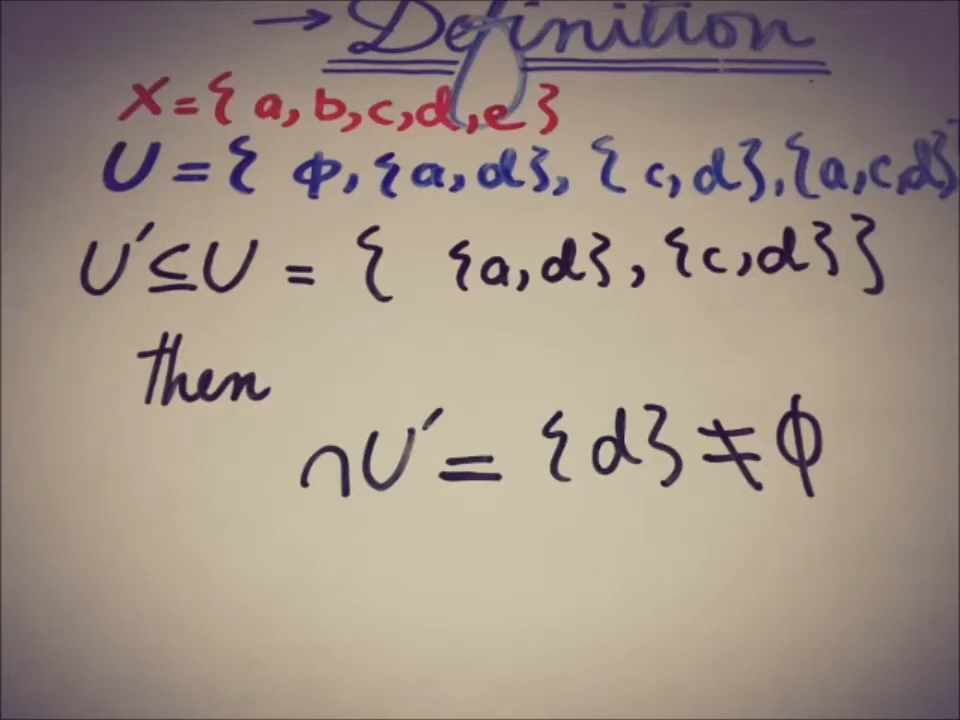 → Definition
X = { a, b, c, d, e }
U = { ϕ, {a, d}, { c, d}, {a, c, d}
U′ ⊆ U = { {a, d}, {c, d} }
then
∩U′ = {d} ≠ ϕ